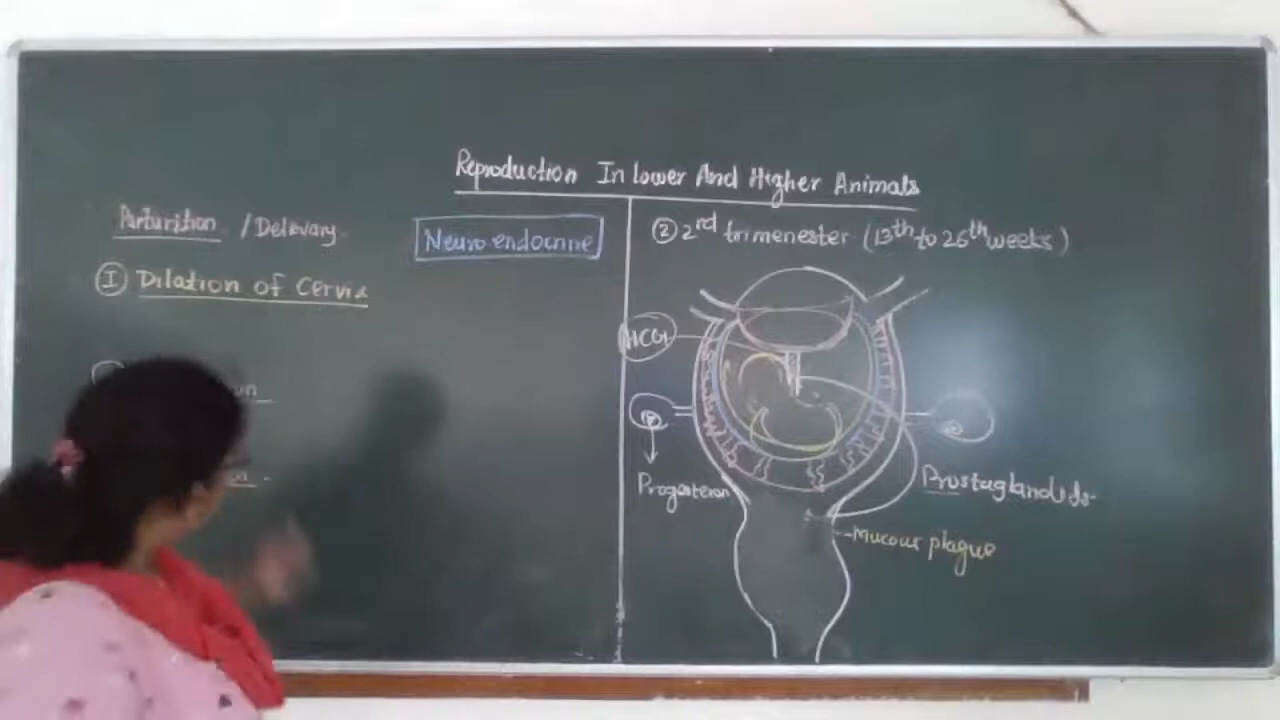 Reproduction In Lower And Higher Animals
Parturition / Delevary
Neuro endocrine
I Dilation of Cervix
② 2nd trimenester (13th to 26th weeks)
HCG
Progesteron
Prostaglandids
Mucour plague